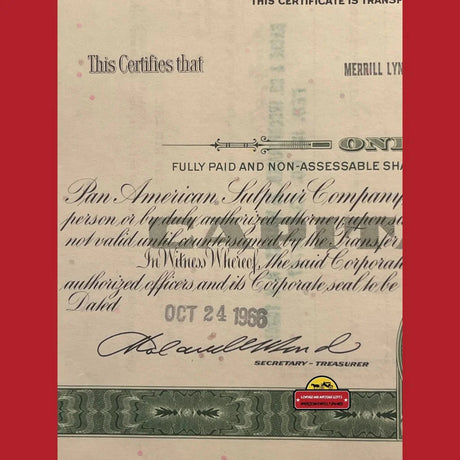 THIS CERTIFICATE IS TRANSF
This Certifies that
MERRILL LYN
ONE
FULLY PAID AND NON-ASSESSABLE SHA
Pan American Sulphur Company
person or by duly authorized attorney upon s
not valid until countersigned by the Transfer
CAPIT
In Witness Whereof, The said Corporat
authorized officers and its Corporate seal to be
Dated
OCT 24 1966
SECRETARY - TREASURER